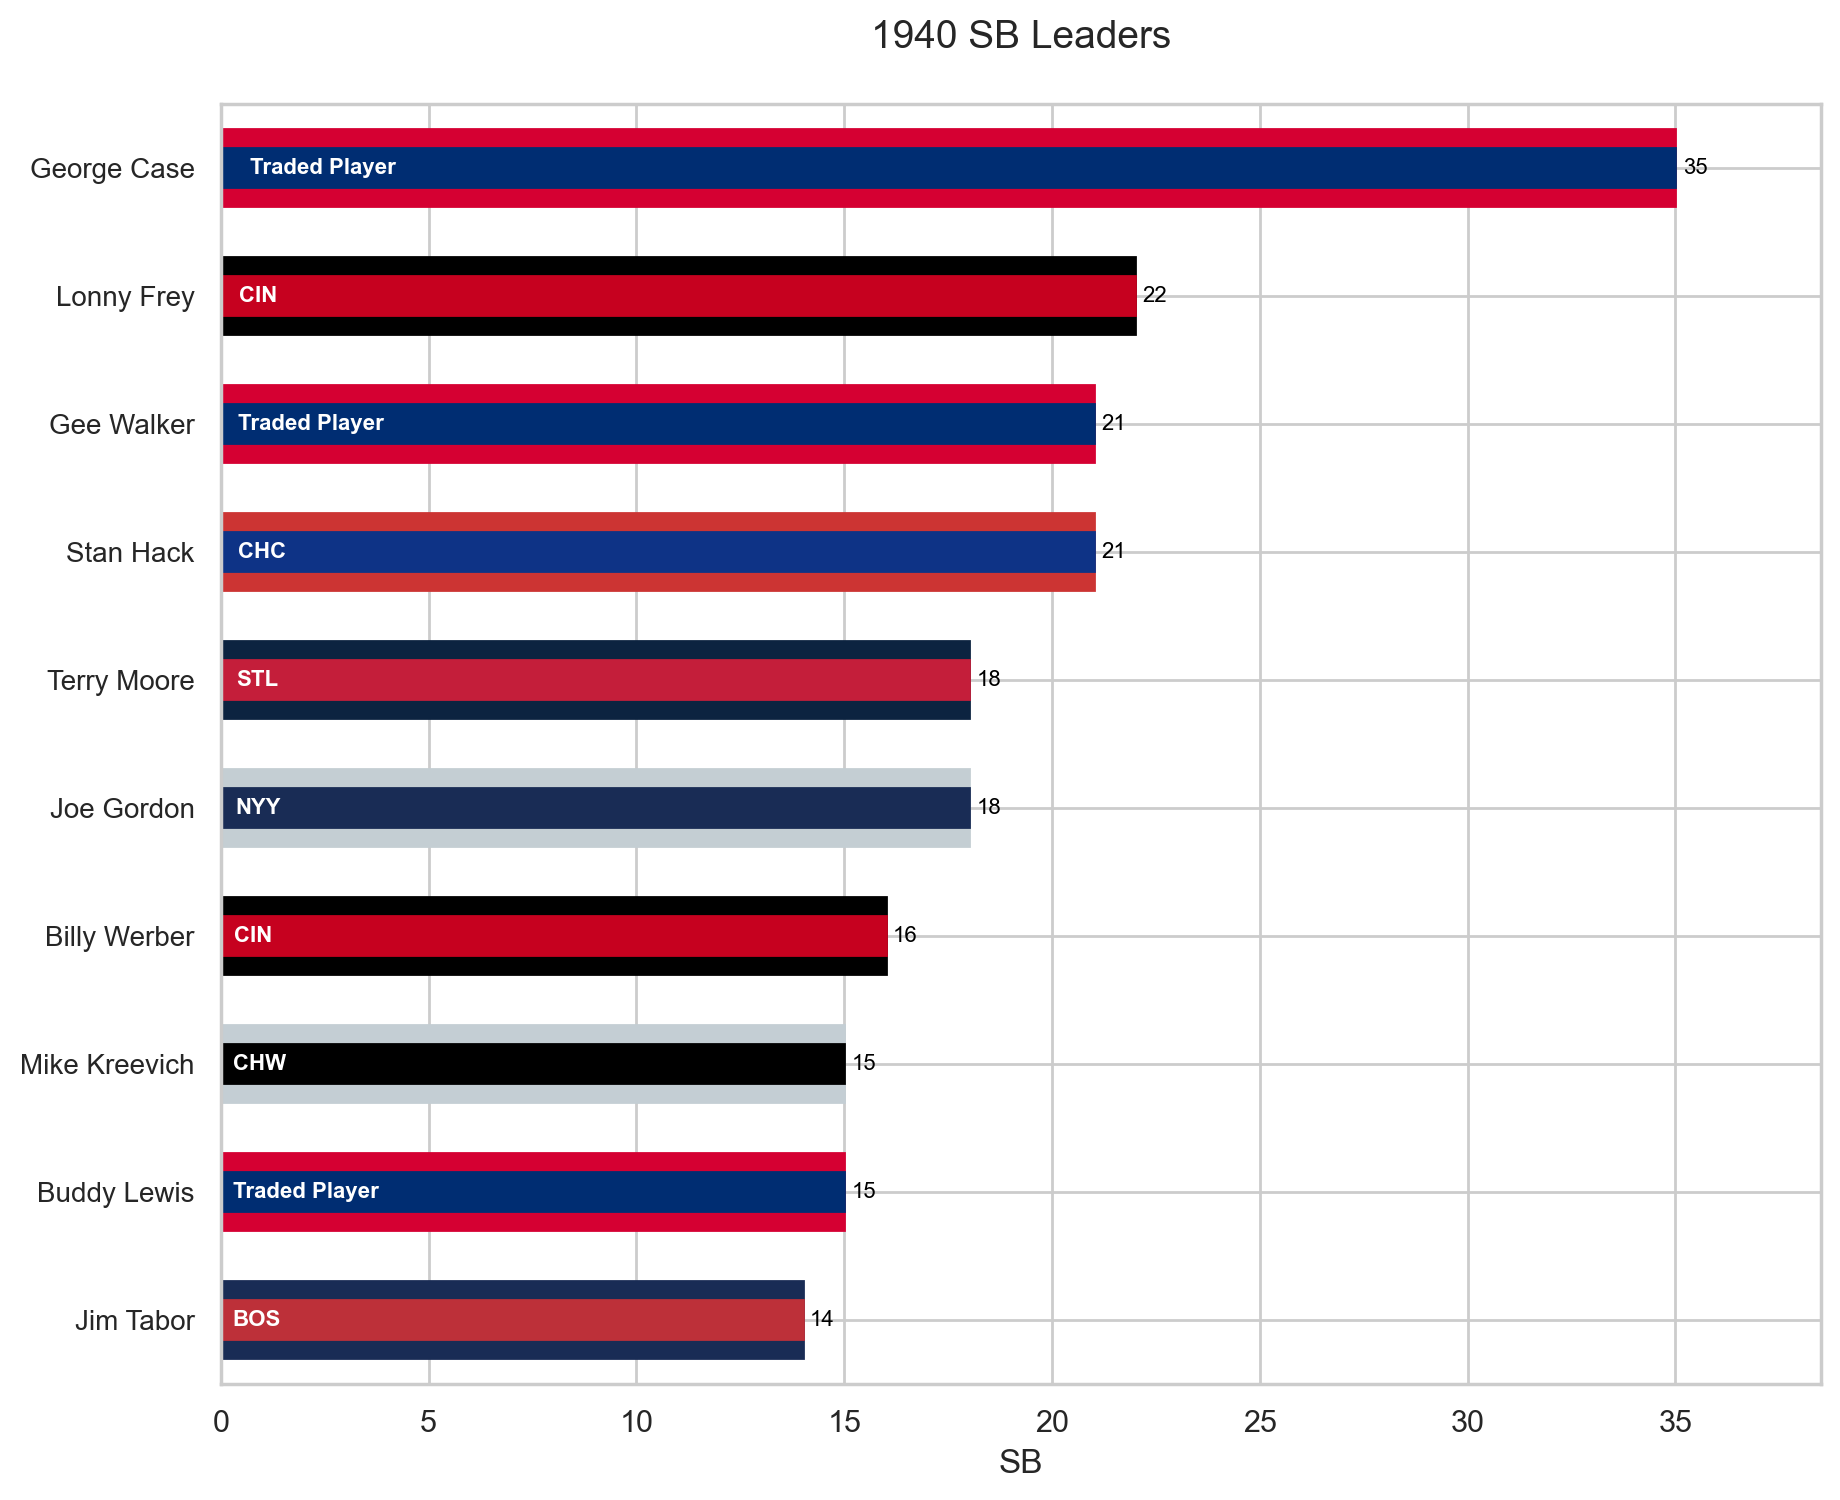 1940 SB Leaders
George Case
Traded Player
35
Lonny Frey
CIN
22
Gee Walker
Traded Player
21
Stan Hack
CHC
21
Terry Moore
STL
18
Joe Gordon
NYY
18
Billy Werber
CIN
16
Mike Kreevich
CHW
15
Buddy Lewis
Traded Player
15
Jim Tabor
BOS
14
0 5 10 15 20 25 30 35
SB